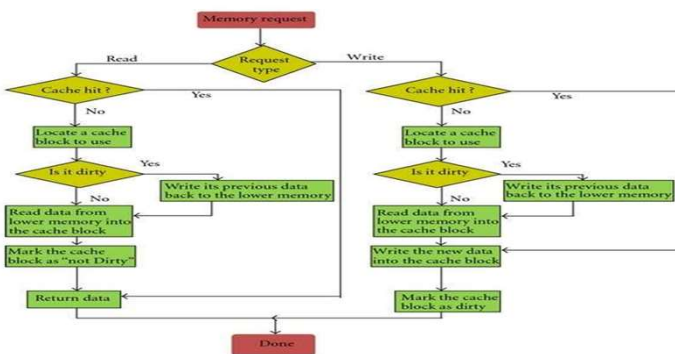 Memory request
Request
type
Read
Write
Cache hit ?
Yes
No
Locate a cache
block to use
Is it dirty
Yes
Write its previous data
back to the lower memory
No
Read data from
lower memory into
the cache block
Mark the cache
block as "not Dirty"
Return data
Cache hit ?
Yes
No
Locate a cache
block to use
Is it dirty
Yes
Write its previous data
back to the lower memory
No
Read data from
lower memory into
the cache block
Write the new data
into the cache block
Mark the cache
block as dirty
Done